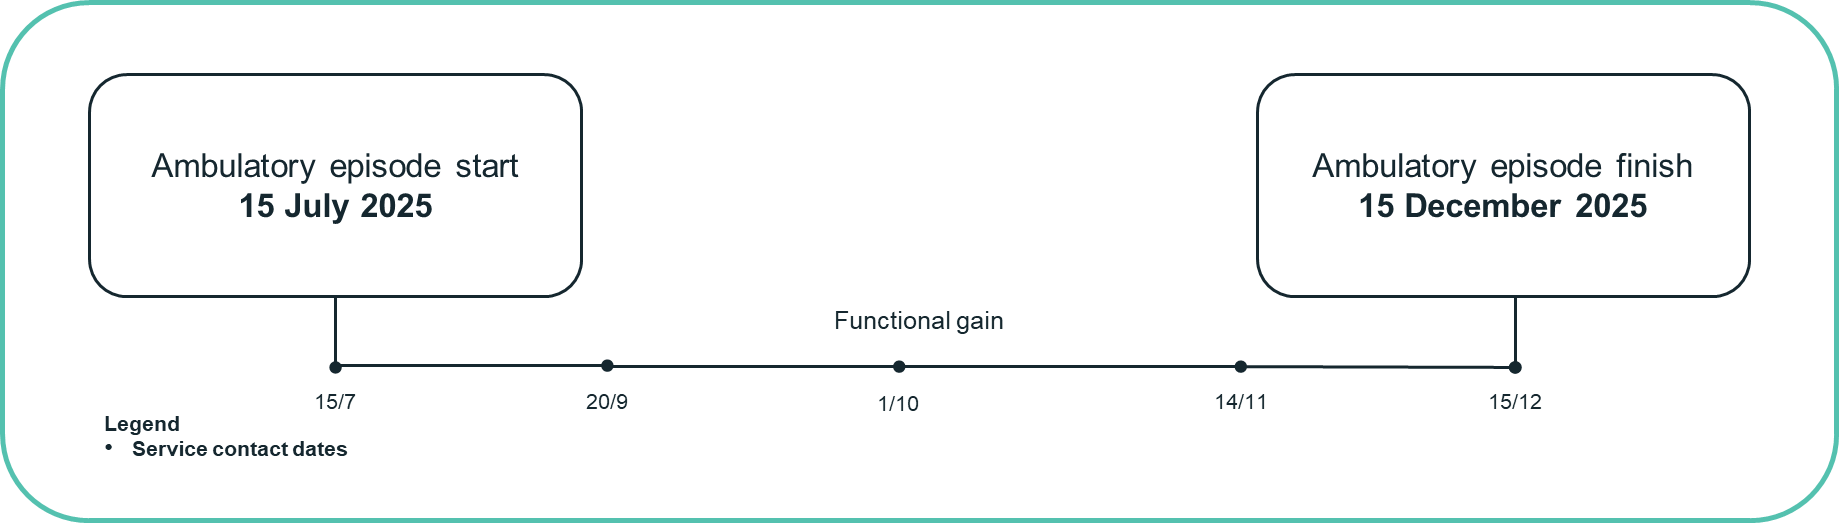 Ambulatory episode start
15 July 2025
Ambulatory episode finish
15 December 2025
Functional gain
15/7
20/9
1/10
14/11
15/12
Legend
• Service contact dates